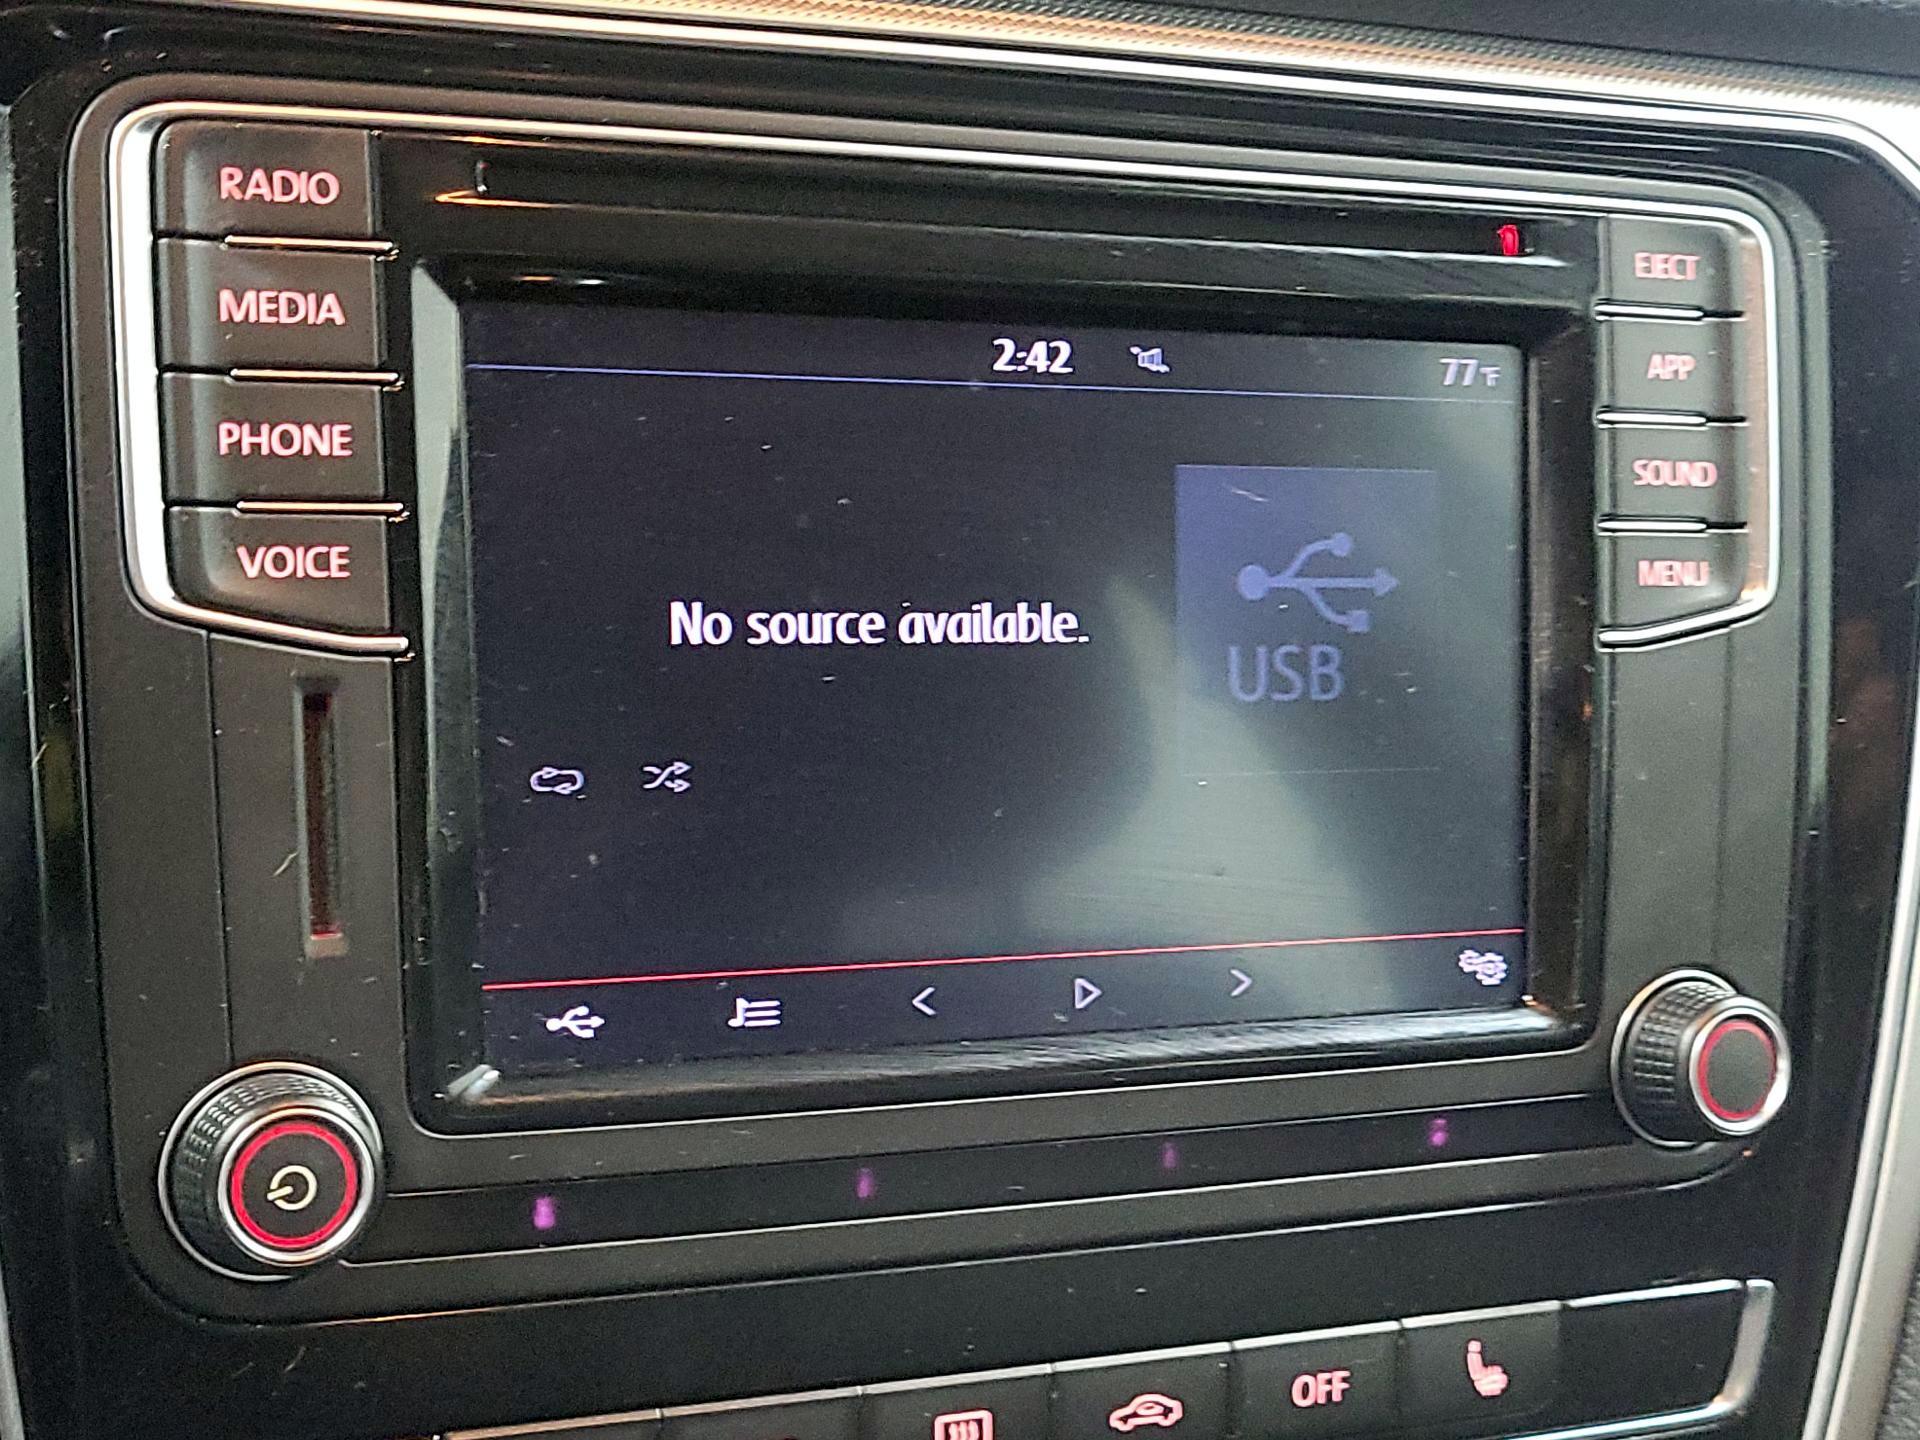 RADIO
MEDIA
PHONE
VOICE
2:42
77°F
No source available.
USB
EJECT
APP
SOUND
MENU
OFF